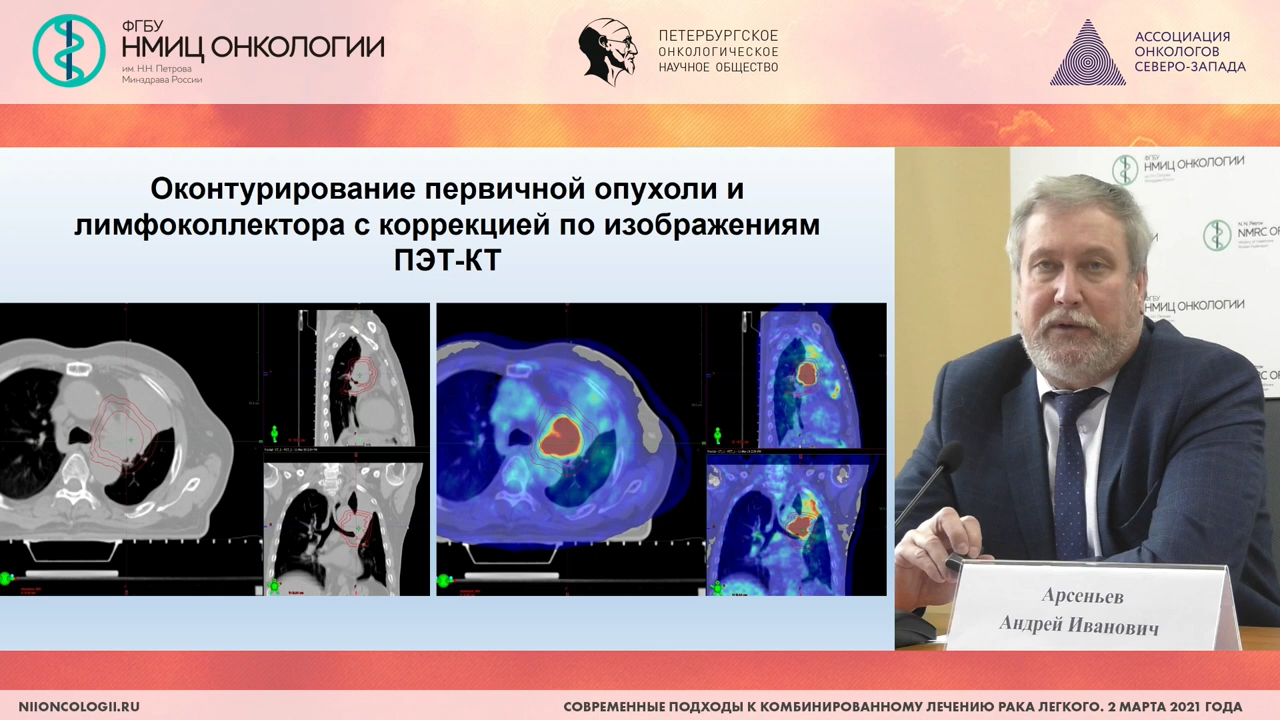 ФГБУ
НМИЦ ОНКОЛОГИИ
им. Н.Н. Петрова
Минздрава России
ПЕТЕРБУРГСКОЕ
ОНКОЛОГИЧЕСКОЕ
НАУЧНОЕ ОБЩЕСТВО
АССОЦИАЦИЯ
ОНКОЛОГОВ
СЕВЕРО-ЗАПАДА
Оконтурирование первичной опухоли и
лимфоколлектора с коррекцией по изображениям
ПЭТ-КТ
ФГБУ
НМИЦ ОНКОЛОГИИ
NMRC
ФГБУ
НМИЦ ОНКОЛОГИИ
NMRC
Арсеньев
Андрей Иванович
NIIONCOLOGII.RU
СОВРЕМЕННЫЕ ПОДХОДЫ К КОМБИНИРОВАННОМУ ЛЕЧЕНИЮ РАКА ЛЕГКОГО. 2 МАРТА 2021 ГОДА